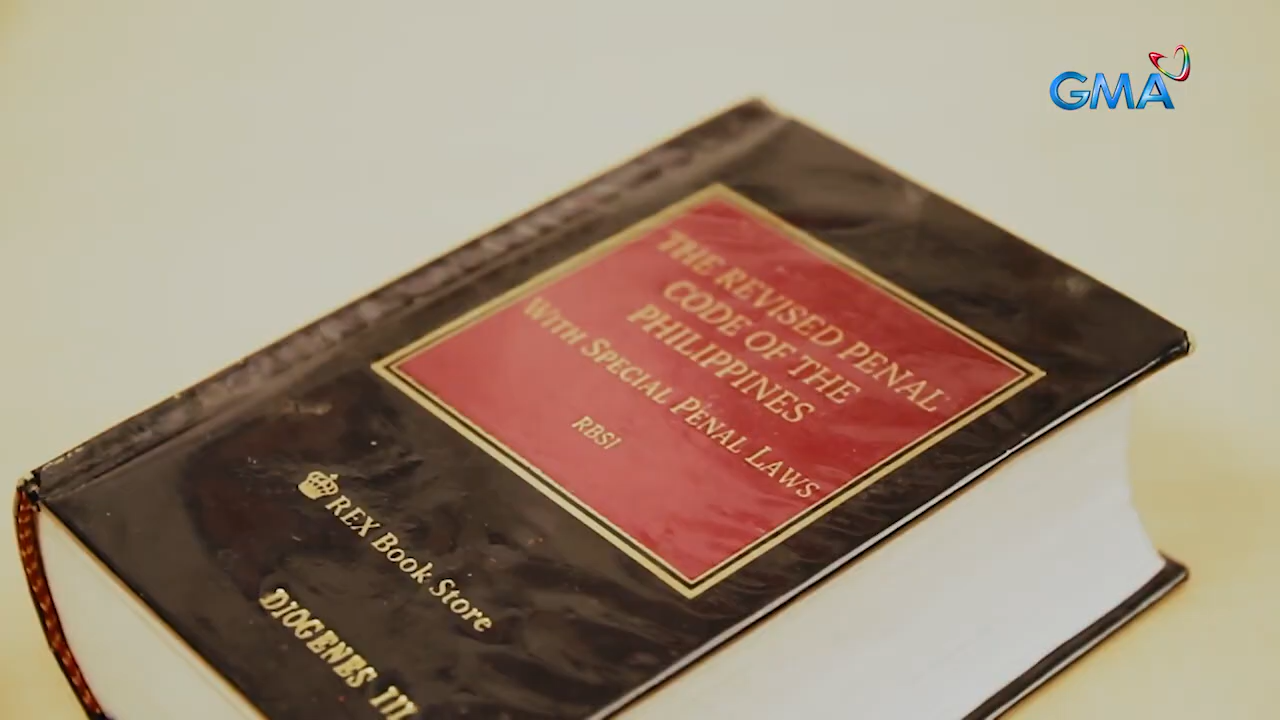 GMA
THE REVISED PENAL
CODE OF THE
PHILIPPINES
WITH SPECIAL PENAL LAWS
RBSI
REX Book Store
DIOGENES III